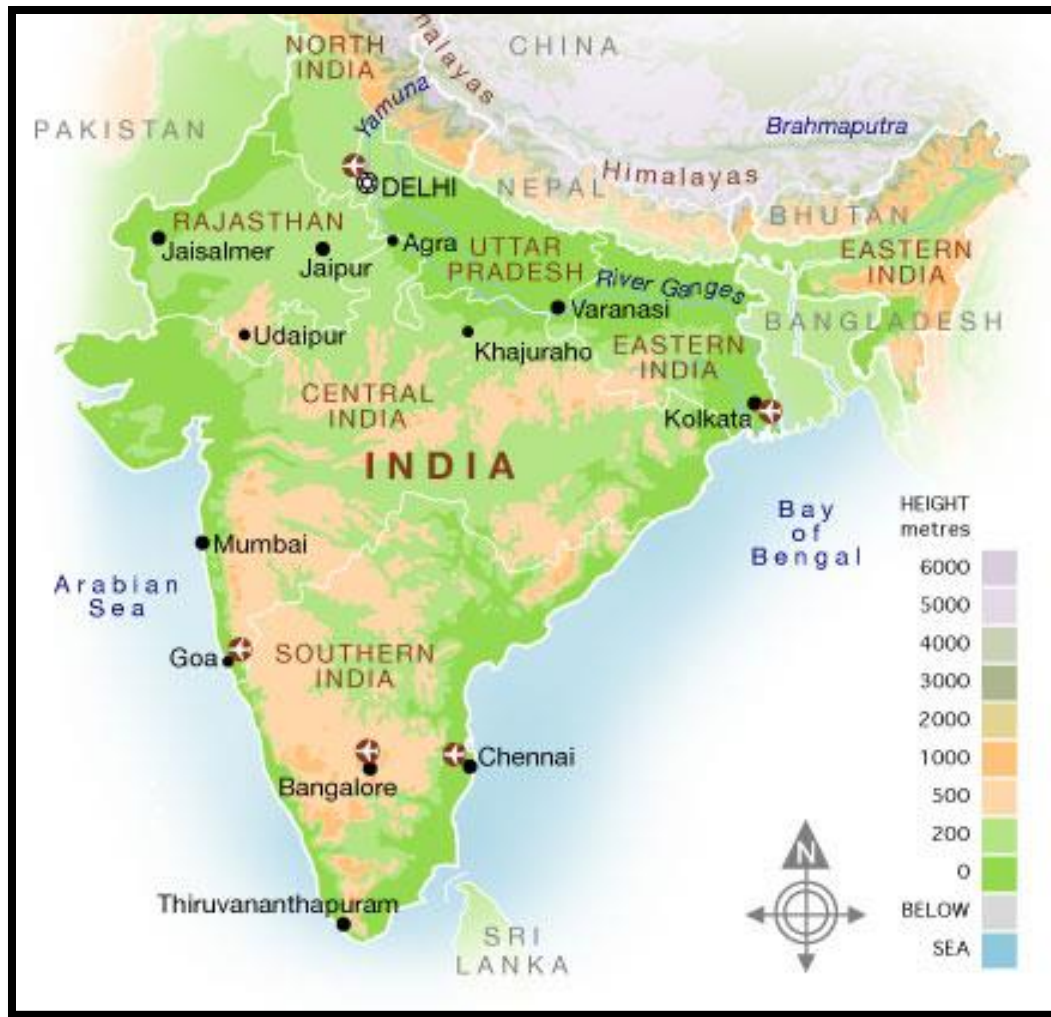 CHINA
NORTH
INDIA
malayas
Yamuna
PAKISTAN
Brahmaputra
Himalayas
DELHI
NEPAL
BHUTAN
RAJASTHAN
Jaisalmer
Jaipur
Agra
UTTAR
PRADESH
EASTERN
INDIA
River Ganges
Varanasi
BANGLADESH
Udaipur
Khajuraho
EASTERN
INDIA
CENTRAL
INDIA
Kolkata
INDIA
Bay
of
Bengal
Mumbai
Arabian
Sea
Goa
SOUTHERN
INDIA
Chennai
Bangalore
Thiruvananthapuram
SRI
LANKA
HEIGHT
metres
6000
5000
4000
3000
2000
1000
500
200
0
BELOW
SEA
N